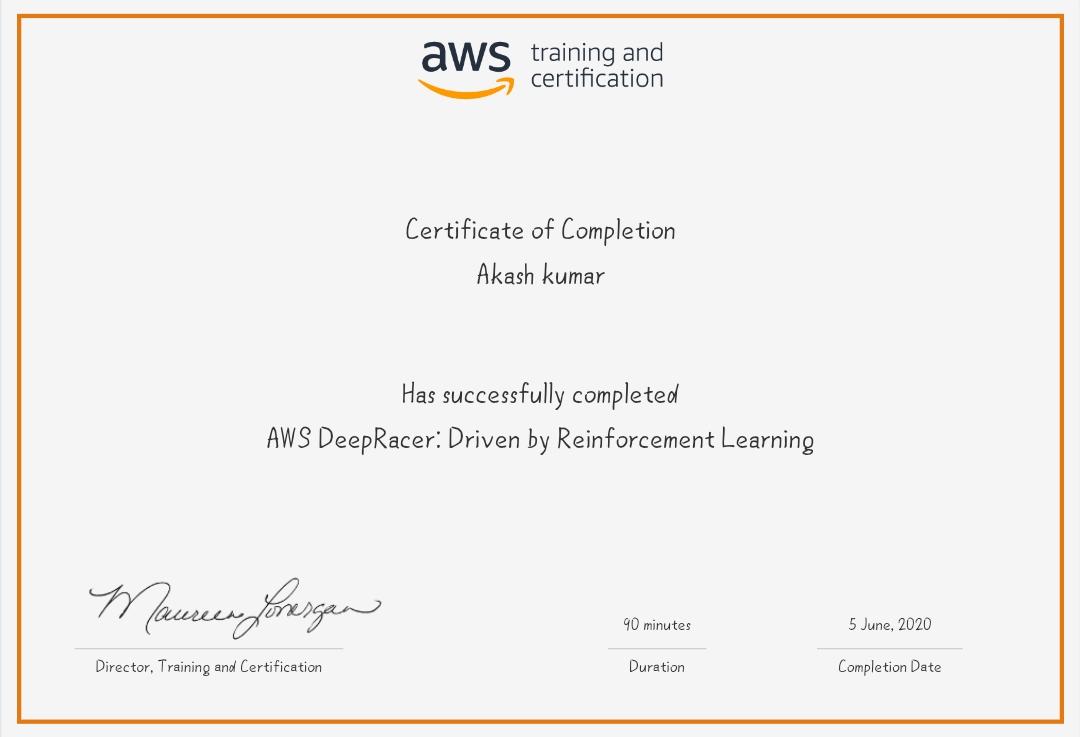 aws training and
certification
Certificate of Completion
Akash kumar
Has successfully completed
AWS DeepRacer: Driven by Reinforcement Learning
Maureen Lonergan
90 minutes
5 June, 2020
Director, Training and Certification
Duration
Completion Date